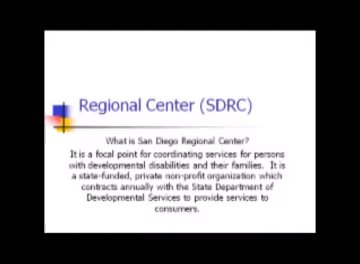 Regional Center (SDRC)
What is San Diego Regional Center?
It is a focal point for coordinating services for persons
with developmental disabilities and their families. It is
a state-funded, private non-profit organization which
contracts annually with the State Department of
Developmental Services to provide services to
consumers.